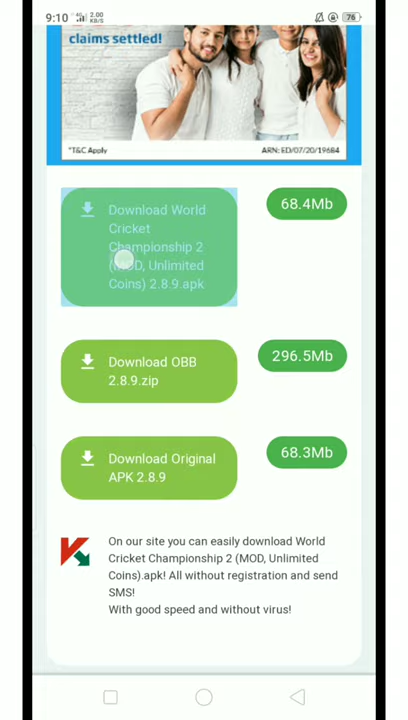 9:10 4G 2.00 KB/S 76
claims settled!
*T&C Apply ARN: ED/07/20/19684
Download World
Cricket
Championship 2
(MOD, Unlimited
Coins) 2.8.9.apk
68.4Mb
Download OBB
2.8.9.zip
296.5Mb
Download Original
APK 2.8.9
68.3Mb
On our site you can easily download World
Cricket Championship 2 (MOD, Unlimited
Coins).apk! All without registration and send
SMS!
With good speed and without virus!